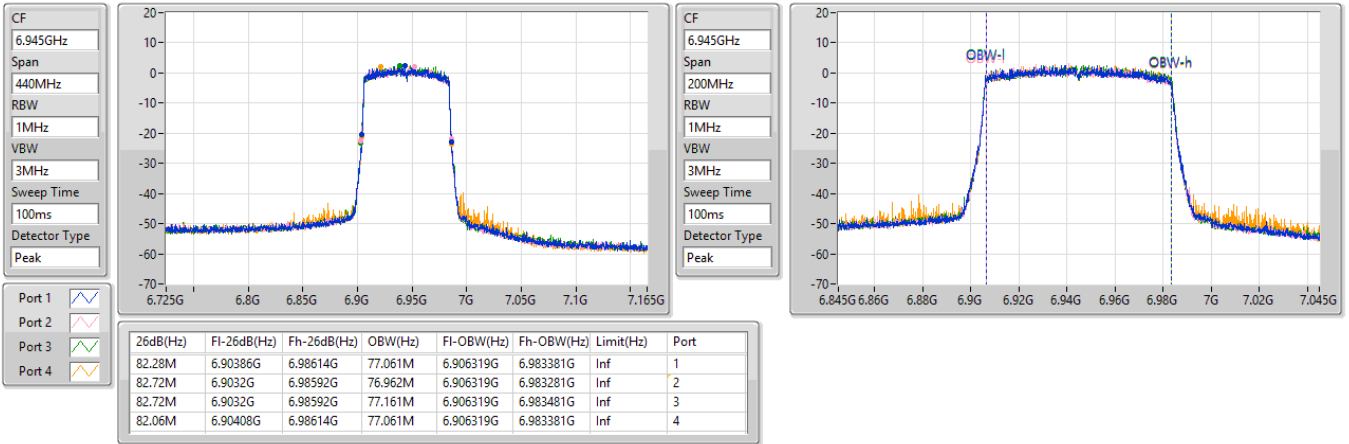 CF
6.945GHz
Span
440MHz
RBW
1MHz
VBW
3MHz
Sweep Time
100ms
Detector Type
Peak
20
10
0
-10
-20
-30
-40
-50
-60
-70
6.725G 6.8G 6.85G 6.9G 6.95G 7G 7.05G 7.1G 7.165G
CF
6.945GHz
Span
200MHz
RBW
1MHz
VBW
3MHz
Sweep Time
100ms
Detector Type
Peak
20
10
0
-10
-20
-30
-40
-50
-60
-70
OBW-l
OBW-h
6.845G 6.86G 6.88G 6.9G 6.92G 6.94G 6.96G 6.98G 7G 7.02G 7.045G
Port 1
Port 2
Port 3
Port 4
26dB(Hz) Fl-26dB(Hz) Fh-26dB(Hz) OBW(Hz) Fl-OBW(Hz) Fh-OBW(Hz) Limit(Hz) Port
82.28M 6.90386G 6.98614G 77.061M 6.906319G 6.983381G Inf 1
82.72M 6.9032G 6.98592G 76.962M 6.906319G 6.983281G Inf 2
82.72M 6.9032G 6.98592G 77.161M 6.906319G 6.983481G Inf 3
82.06M 6.90408G 6.98614G 77.061M 6.906319G 6.983381G Inf 4